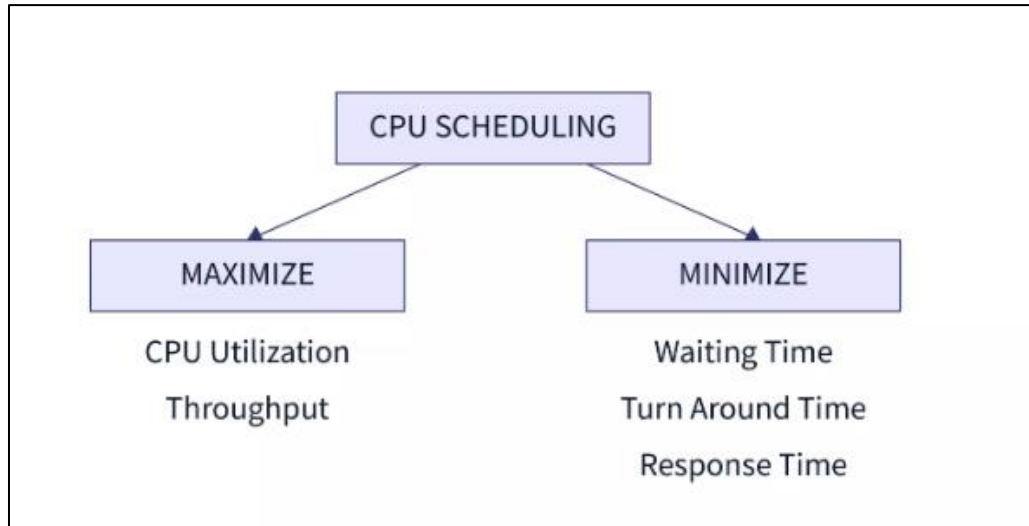 CPU SCHEDULING
MAXIMIZE
CPU Utilization
Throughput
MINIMIZE
Waiting Time
Turn Around Time
Response Time